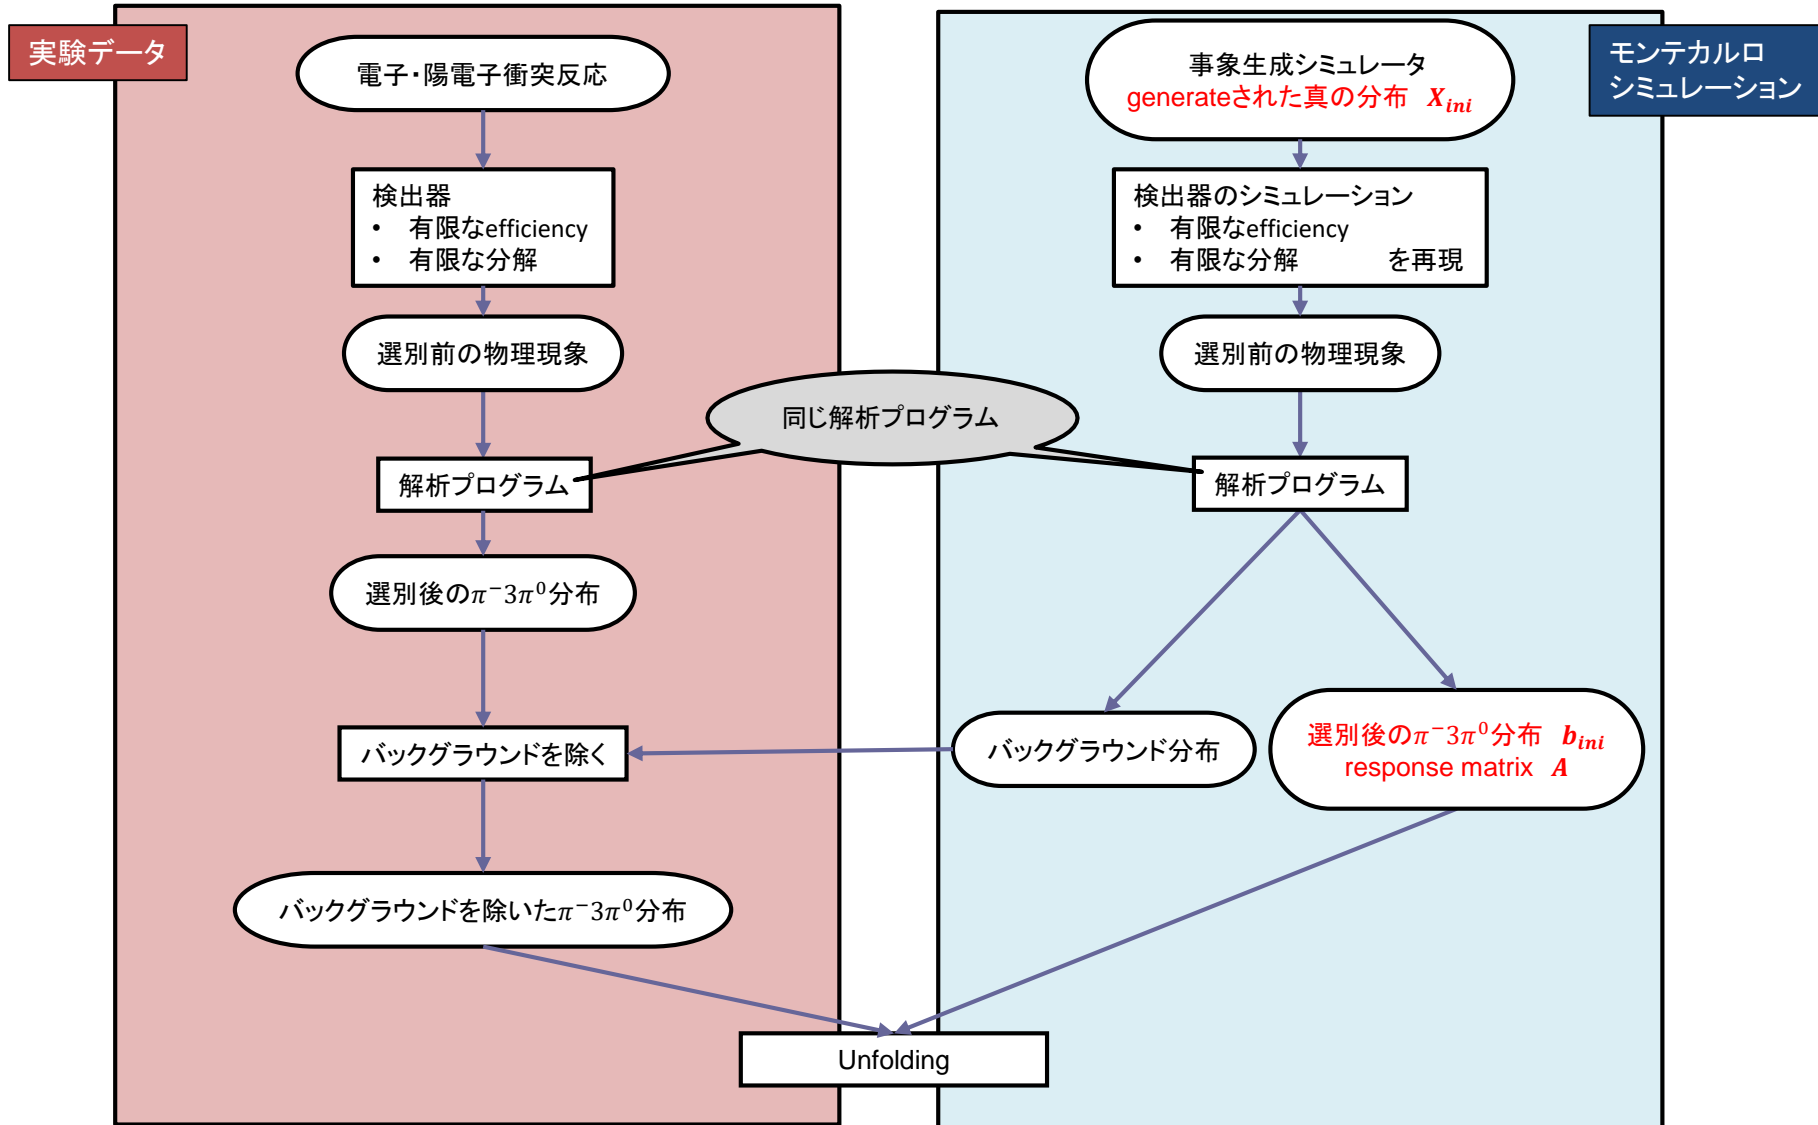 実験データ
電子・陽電子衝突反応
検出器
• 有限なefficiency
• 有限な分解
選別前の物理現象
解析プログラム
選別後のπ⁻3π⁰分布
バックグラウンドを除く
バックグラウンドを除いたπ⁻3π⁰分布
同じ解析プログラム
モンテカルロ
シミュレーション
事象生成シミュレータ
generateされた真の分布 X_ini
検出器のシミュレーション
• 有限なefficiency
• 有限な分解 を再現
選別前の物理現象
解析プログラム
バックグラウンド分布
選別後のπ⁻3π⁰分布 b_ini
response matrix A
Unfolding